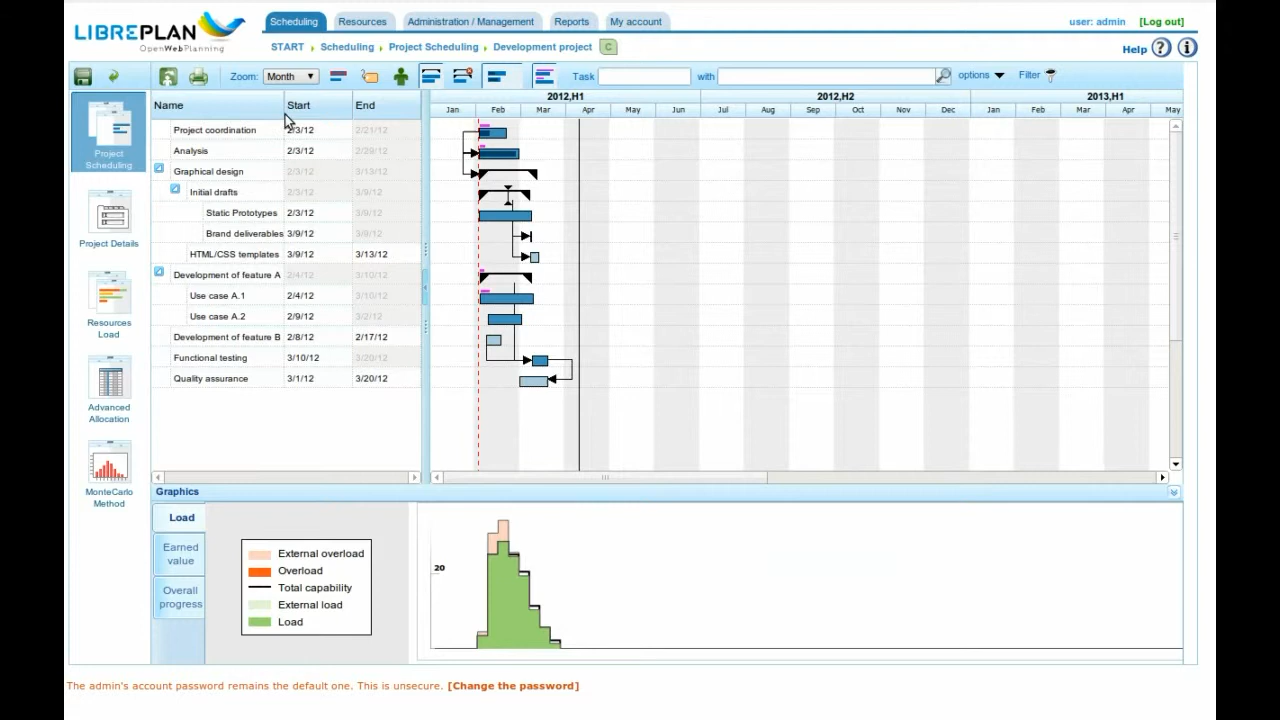 LIBREPLAN
OpenWebPlanning
Scheduling Resources Administration / Management Reports My account
user: admin [Log out]
START Scheduling Project Scheduling Development project C
Help ? i
Zoom: Month Task with options Filter
Name Start End
2012,H1 2012,H2 2013,H1
Jan Feb Mar Apr May Jun Jul Aug Sep Oct Nov Dec Jan Feb Mar Apr May
Project coordination 2/3/12 2/21/12
Analysis 2/3/12 2/29/12
Graphical design 2/3/12 3/13/12
Initial drafts 2/3/12 3/9/12
Static Prototypes 2/3/12 3/9/12
Brand deliverables 3/9/12 3/9/12
HTML/CSS templates 3/9/12 3/13/12
Development of feature A 2/4/12 3/10/12
Use case A.1 2/4/12 3/10/12
Use case A.2 2/9/12 3/2/12
Development of feature B 2/8/12 2/17/12
Functional testing 3/10/12 3/20/12
Quality assurance 3/1/12 3/20/12
Project
Scheduling
Project Details
Resources
Load
Advanced
Allocation
MonteCarlo
Method
Graphics
Load
Earned
value
Overall
progress
External overload
Overload
Total capability
External load
Load
20
The admin's account password remains the default one. This is unsecure. [Change the password]